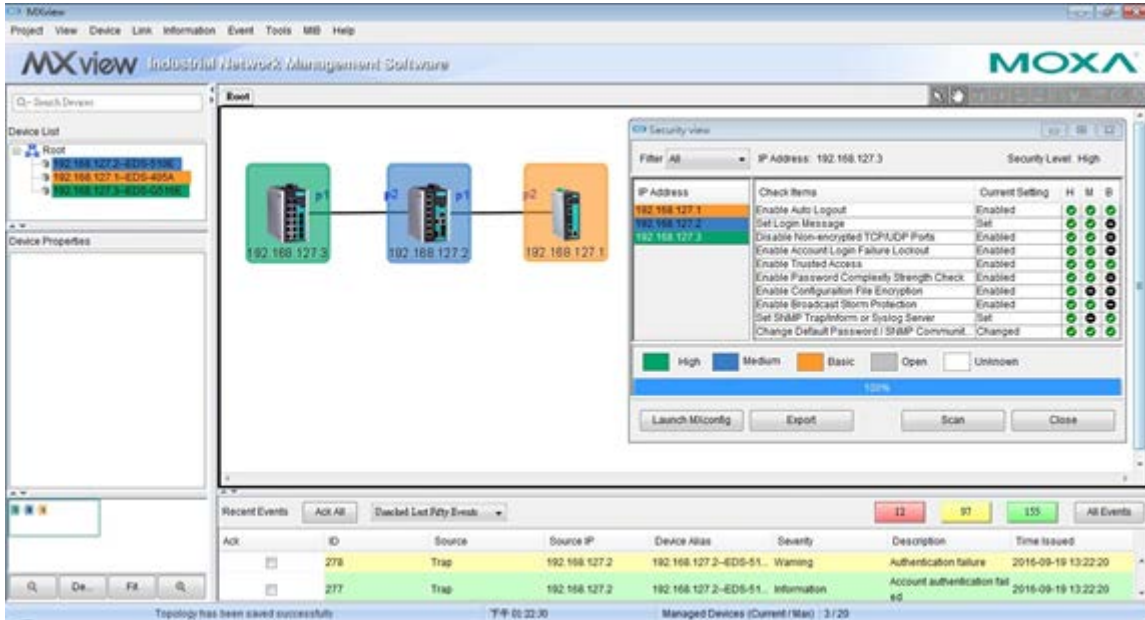 MXview
Project View Device Link Information Event Tools MIB Help
MXview Industrial Network Management Software
MOXA
Search Devices
Root
Device List
Root
192.168.127.2--EDS-510E
192.168.127.1--EDS-405A
192.168.127.3--EDS-G516E
Device Properties
p1 p2 p1 p2
192.168.127.3 192.168.127.2 192.168.127.1
Security view
Filter All IP Address: 192.168.127.3 Security Level: High
IP Address Check Items Current Setting H M B
192.168.127.1
192.168.127.2
192.168.127.3
Enable Auto Logout Enabled
Set Login Message Set
Disable Non-encrypted TCP/UDP Ports Enabled
Enable Account Login Failure Lockout Enabled
Enable Trusted Access Enabled
Enable Password Complexity Strength Check Enabled
Enable Configuration File Encryption Enabled
Enable Broadcast Storm Protection Enabled
Set SNMP Trap/Inform or Syslog Server Set
Change Default Password / SNMP Communit... Changed
High Medium Basic Open Unknown
100%
Launch MXconfig Export Scan Close
Recent Events Ack All Unacked Last Fifty Events 12 97 155 All Events
Ack ID Source Source IP Device Alias Severity Description Time Issued
278 Trap 192.168.127.2 192.168.127.2--EDS-51... Warning Authentication failure 2016-09-19 13:22:20
277 Trap 192.168.127.2 192.168.127.2--EDS-51... Information Account authentication fail
ed 2016-09-19 13:22:20
De... Fit
Topology has been saved successfully 下午 01:22:30 Managed Devices (Current / Max) 3 / 20